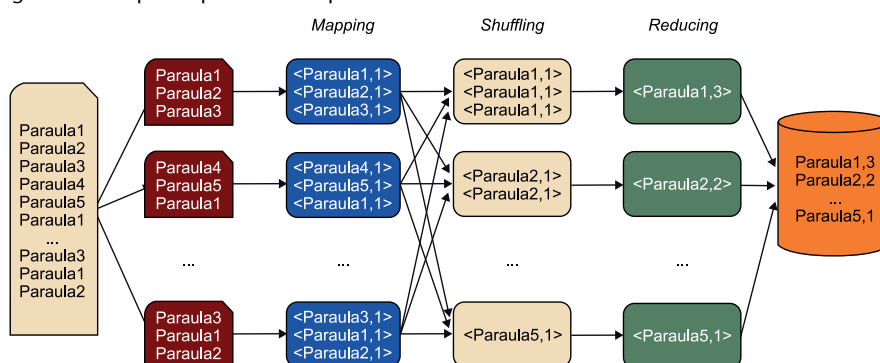 Mapping
Shuffling
Reducing
Paraula1
Paraula2
Paraula3
Paraula4
Paraula5
Paraula1
...
Paraula3
Paraula1
Paraula2
Paraula1
Paraula2
Paraula3
Paraula4
Paraula5
Paraula1
...
Paraula3
Paraula1
Paraula2
<Paraula1,1>
<Paraula2,1>
<Paraula3,1>
<Paraula4,1>
<Paraula5,1>
<Paraula1,1>
...
<Paraula3,1>
<Paraula1,1>
<Paraula2,1>
<Paraula1,1>
<Paraula1,1>
<Paraula1,1>
<Paraula2,1>
<Paraula2,1>
...
<Paraula5,1>
<Paraula1,3>
<Paraula2,2>
...
<Paraula5,1>
Paraula1,3
Paraula2,2
...
Paraula5,1